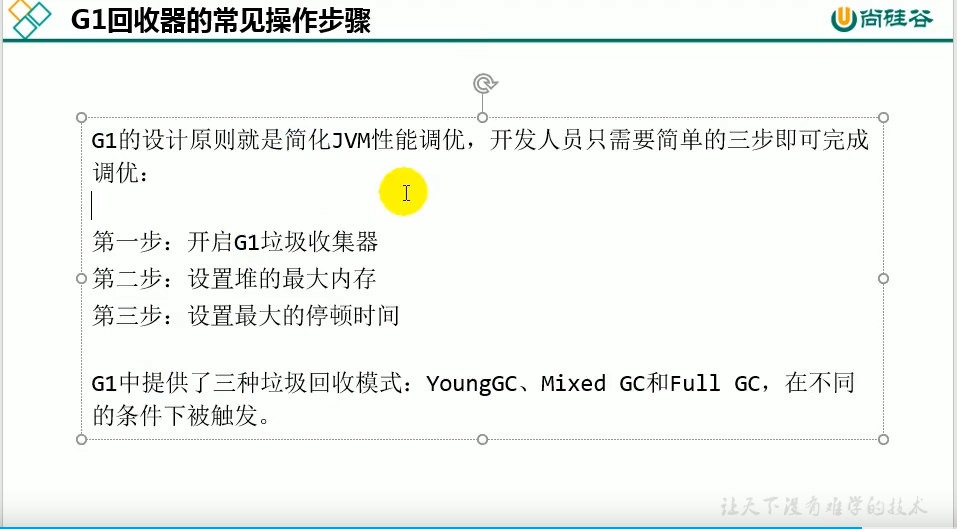 G1回收器的常见操作步骤
尚硅谷
G1的设计原则就是简化JVM性能调优，开发人员只需要简单的三步即可完成
调优：
第一步：开启G1垃圾收集器
第二步：设置堆的最大内存
第三步：设置最大的停顿时间
G1中提供了三种垃圾回收模式：YoungGC、Mixed GC和Full GC，在不同
的条件下被触发。
让天下没有难学的技术